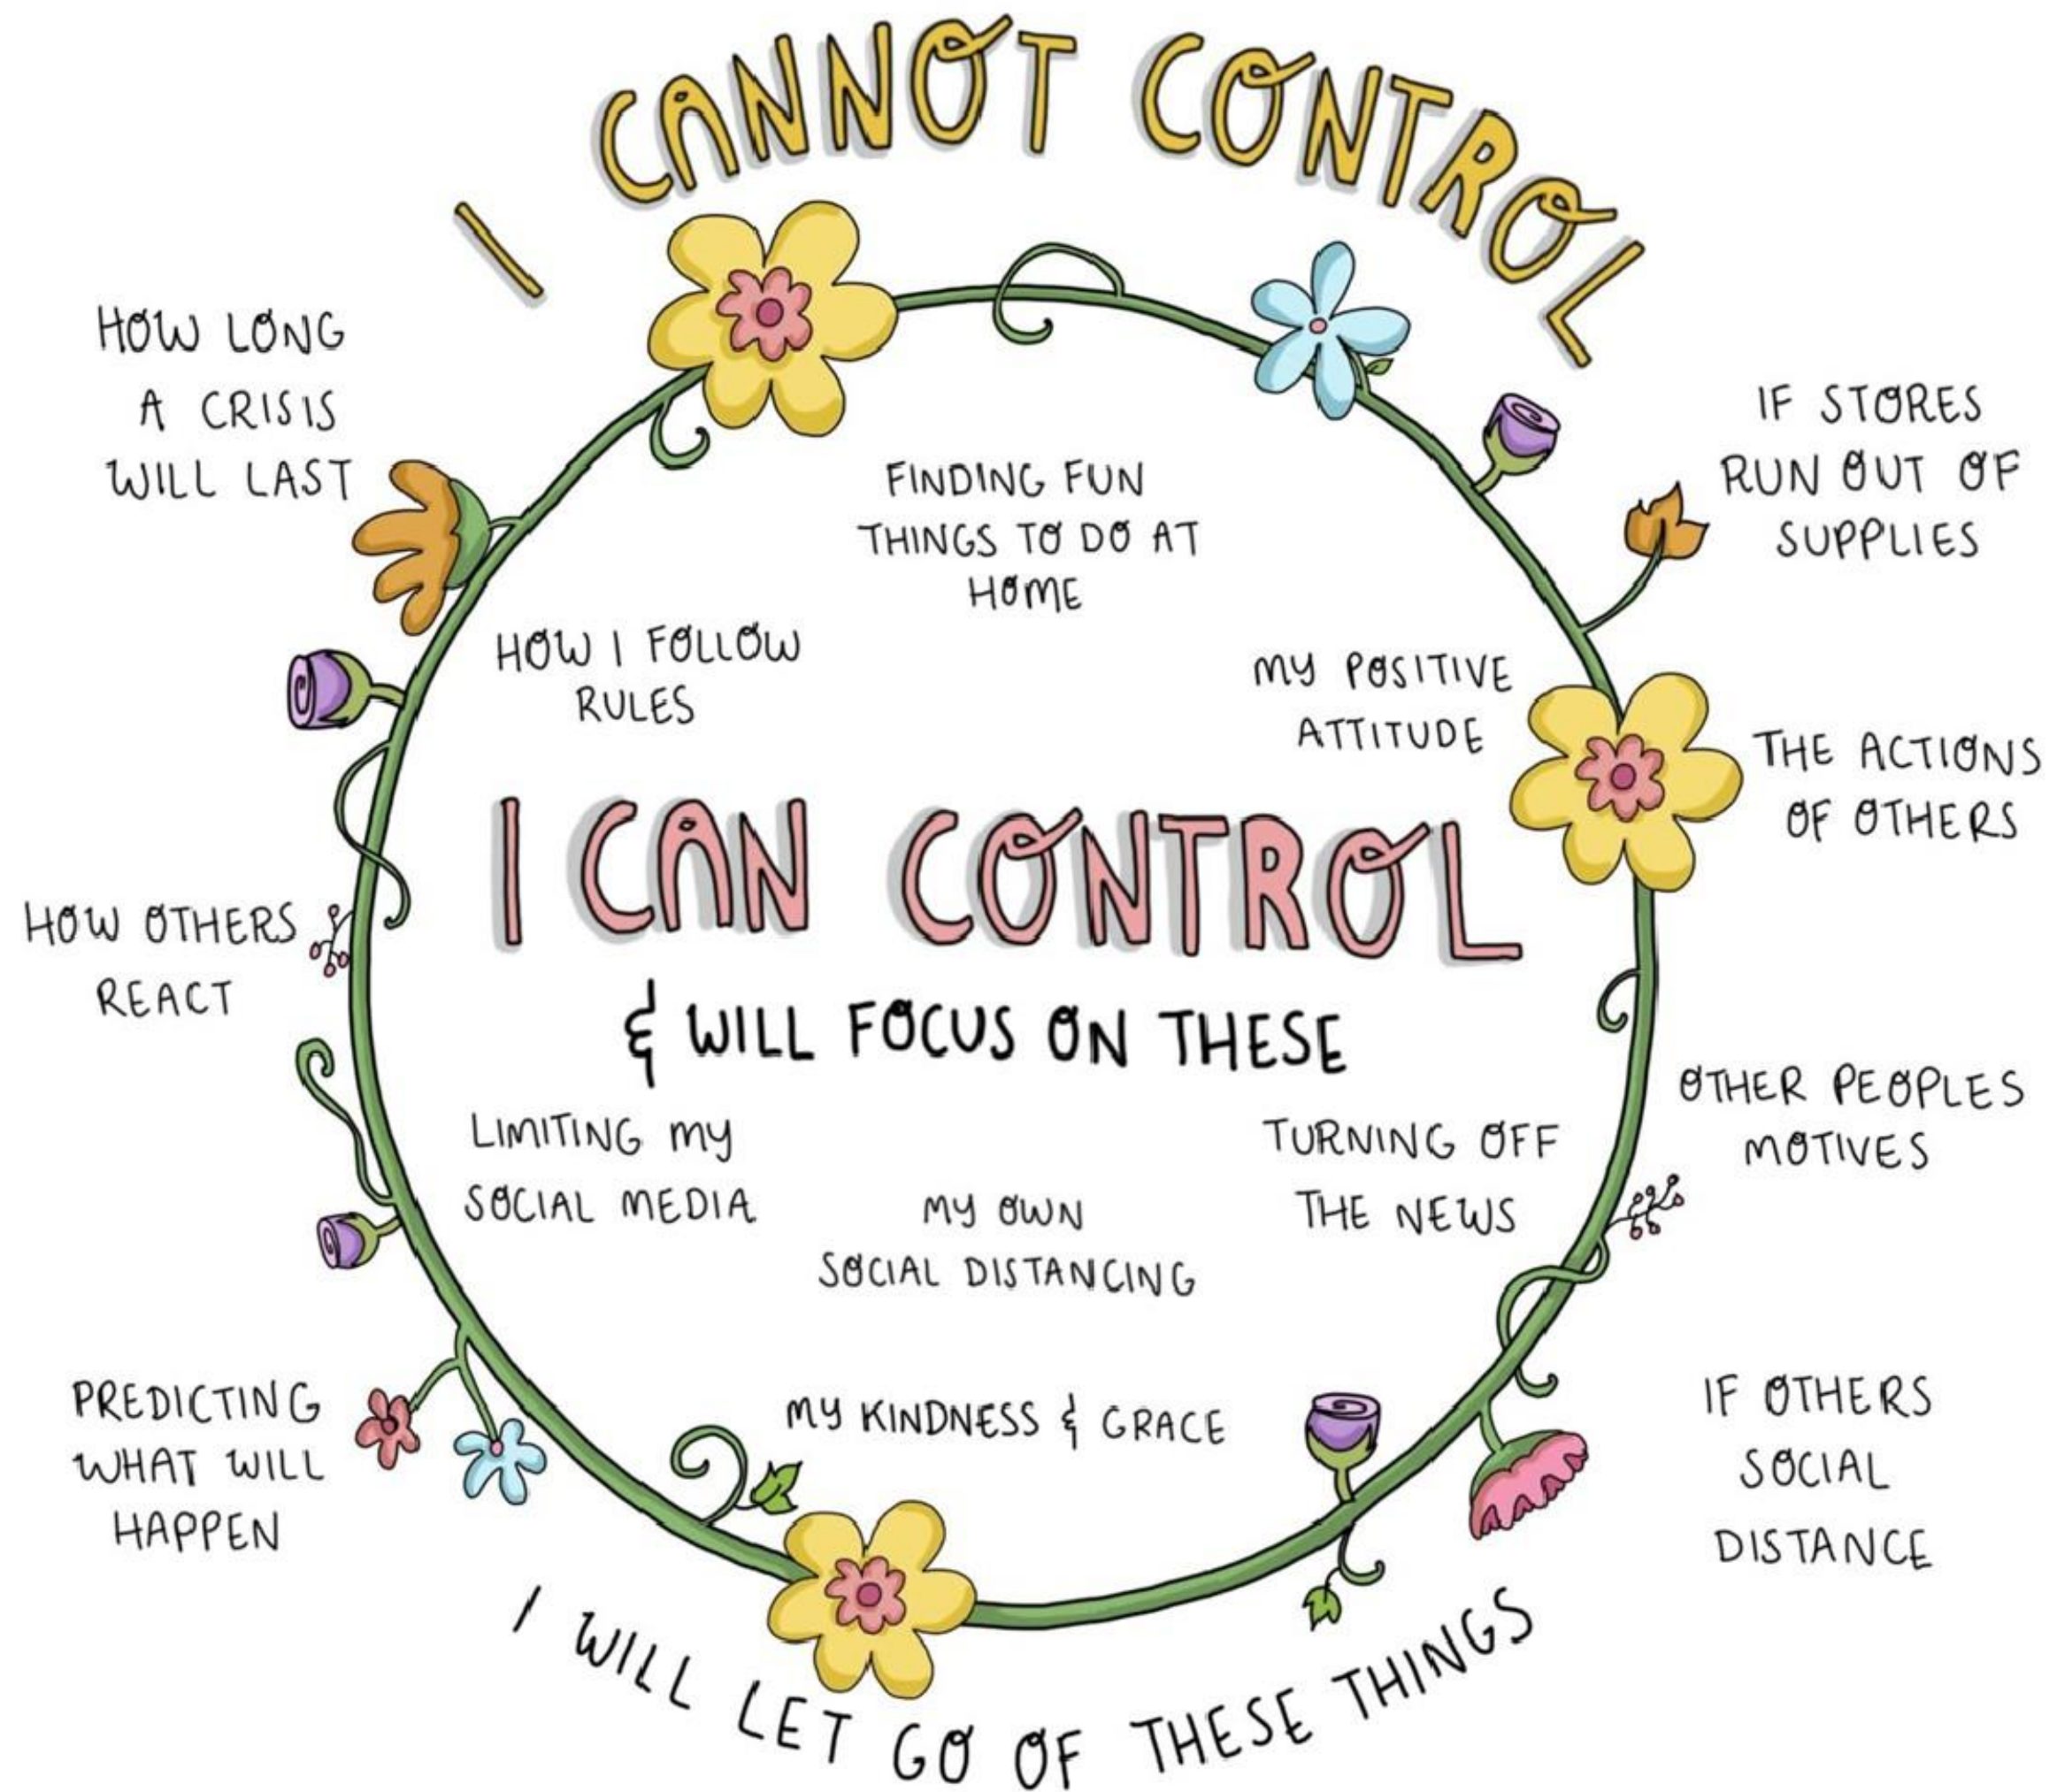 I CANNOT CONTROL
HOW LONG
A CRISIS
WILL LAST
IF STORES
RUN OUT OF
SUPPLIES
FINDING FUN
THINGS TO DO AT
HOME
HOW I FOLLOW
RULES
MY POSITIVE
ATTITUDE
THE ACTIONS
OF OTHERS
I CAN CONTROL
& WILL FOCUS ON THESE
HOW OTHERS
REACT
LIMITING MY
SOCIAL MEDIA
MY OWN
SOCIAL DISTANCING
TURNING OFF
THE NEWS
OTHER PEOPLES
MOTIVES
PREDICTING
WHAT WILL
HAPPEN
MY KINDNESS & GRACE
IF OTHERS
SOCIAL
DISTANCE
I WILL LET GO OF THESE THINGS